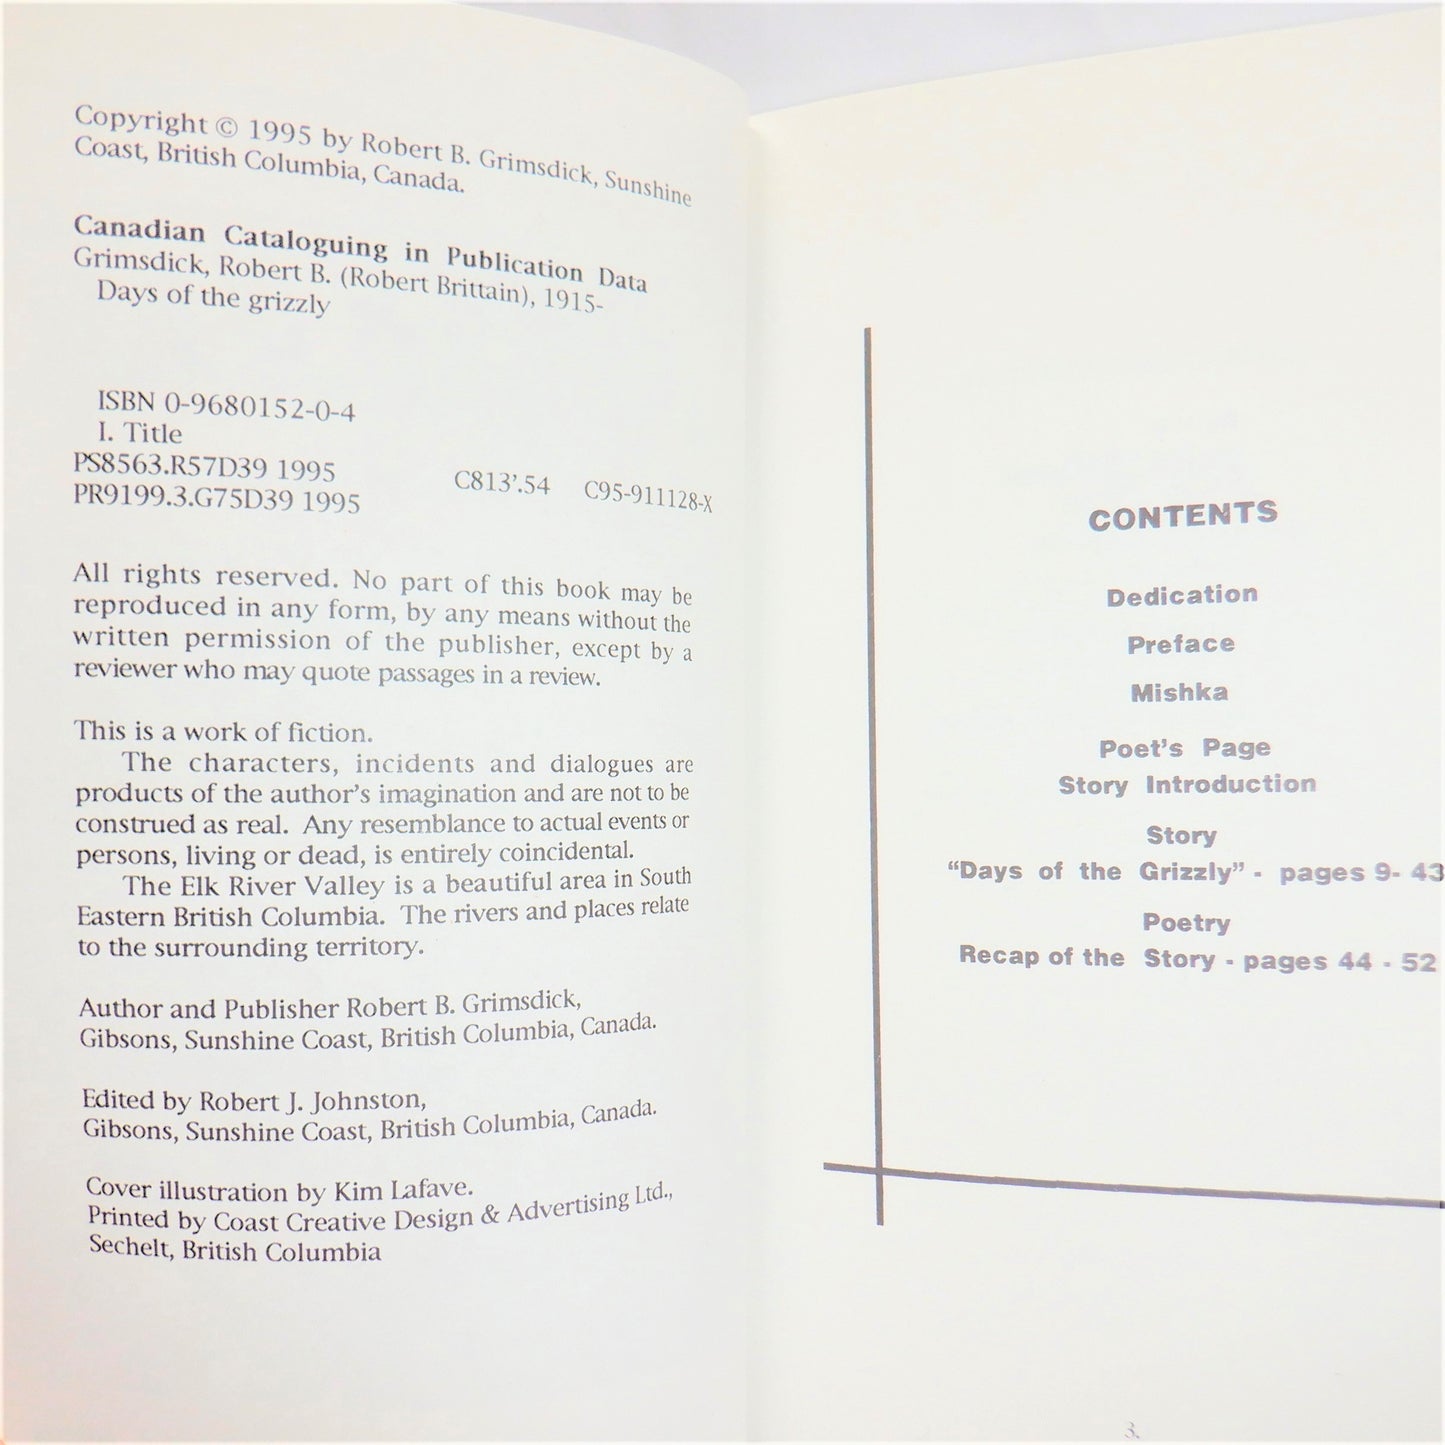 Copyright © 1995 by Robert B. Grimsdick, Sunshine
Coast, British Columbia, Canada.
Canadian Cataloguing in Publication Data
Grimsdick, Robert B. (Robert Brittain), 1915-
Days of the grizzly
ISBN 0-9680152-0-4
I. Title
PS8563.R57D39 1995
PR9199.3.G75D39 1995
C813'.54 C95-911128-X
All rights reserved. No part of this book may be
reproduced in any form, by any means without the
written permission of the publisher, except by a
reviewer who may quote passages in a review.
This is a work of fiction.
The characters, incidents and dialogues are
products of the author's imagination and are not to be
construed as real. Any resemblance to actual events or
persons, living or dead, is entirely coincidental.
The Elk River Valley is a beautiful area in South
Eastern British Columbia. The rivers and places relate
to the surrounding territory.
Author and Publisher Robert B. Grimsdick,
Gibsons, Sunshine Coast, British Columbia, Canada.
Edited by Robert J. Johnston,
Gibsons, Sunshine Coast, British Columbia, Canada.
Cover illustration by Kim Lafave.
Printed by Coast Creative Design & Advertising Ltd.,
Sechelt, British Columbia
CONTENTS
Dedication
Preface
Mishka
Poet's Page
Story Introduction
Story
"Days of the Grizzly" - pages 9- 43
Poetry
Recap of the Story - pages 44 - 52
3.